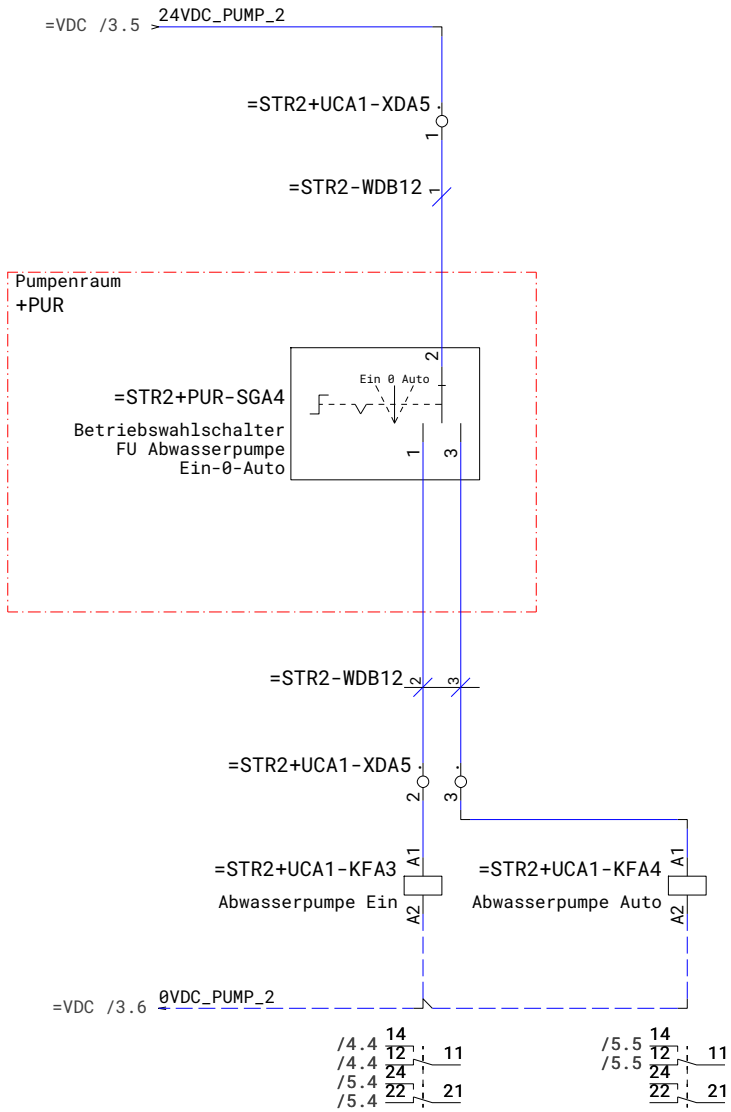 24VDC_PUMP_2
=VDC /3.5
=STR2+UCA1-XDA5
1
=STR2-WDB12
1
Pumpenraum
+PUR
2
Ein 0 Auto
=STR2+PUR-SGA4
Betriebswahlschalter
FU Abwasserpumpe
Ein-0-Auto
1
3
=STR2-WDB12
2
3
=STR2+UCA1-XDA5
2
3
=STR2+UCA1-KFA3
A1
=STR2+UCA1-KFA4
A1
Abwasserpumpe Ein
A2
Abwasserpumpe Auto
A2
0VDC_PUMP_2
=VDC /3.6
/4.4 14
/4.4 12 11
/5.4 24
/5.4 22 21
/5.5 14
/5.5 12 11
24
22 21